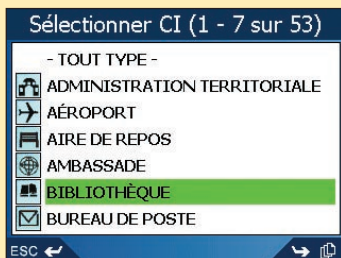 Sélectionner CI (1 - 7 sur 53)
- TOUT TYPE -
ADMINISTRATION TERRITORIALE
AÉROPORT
AIRE DE REPOS
AMBASSADE
BIBLIOTHÈQUE
BUREAU DE POSTE
ESC